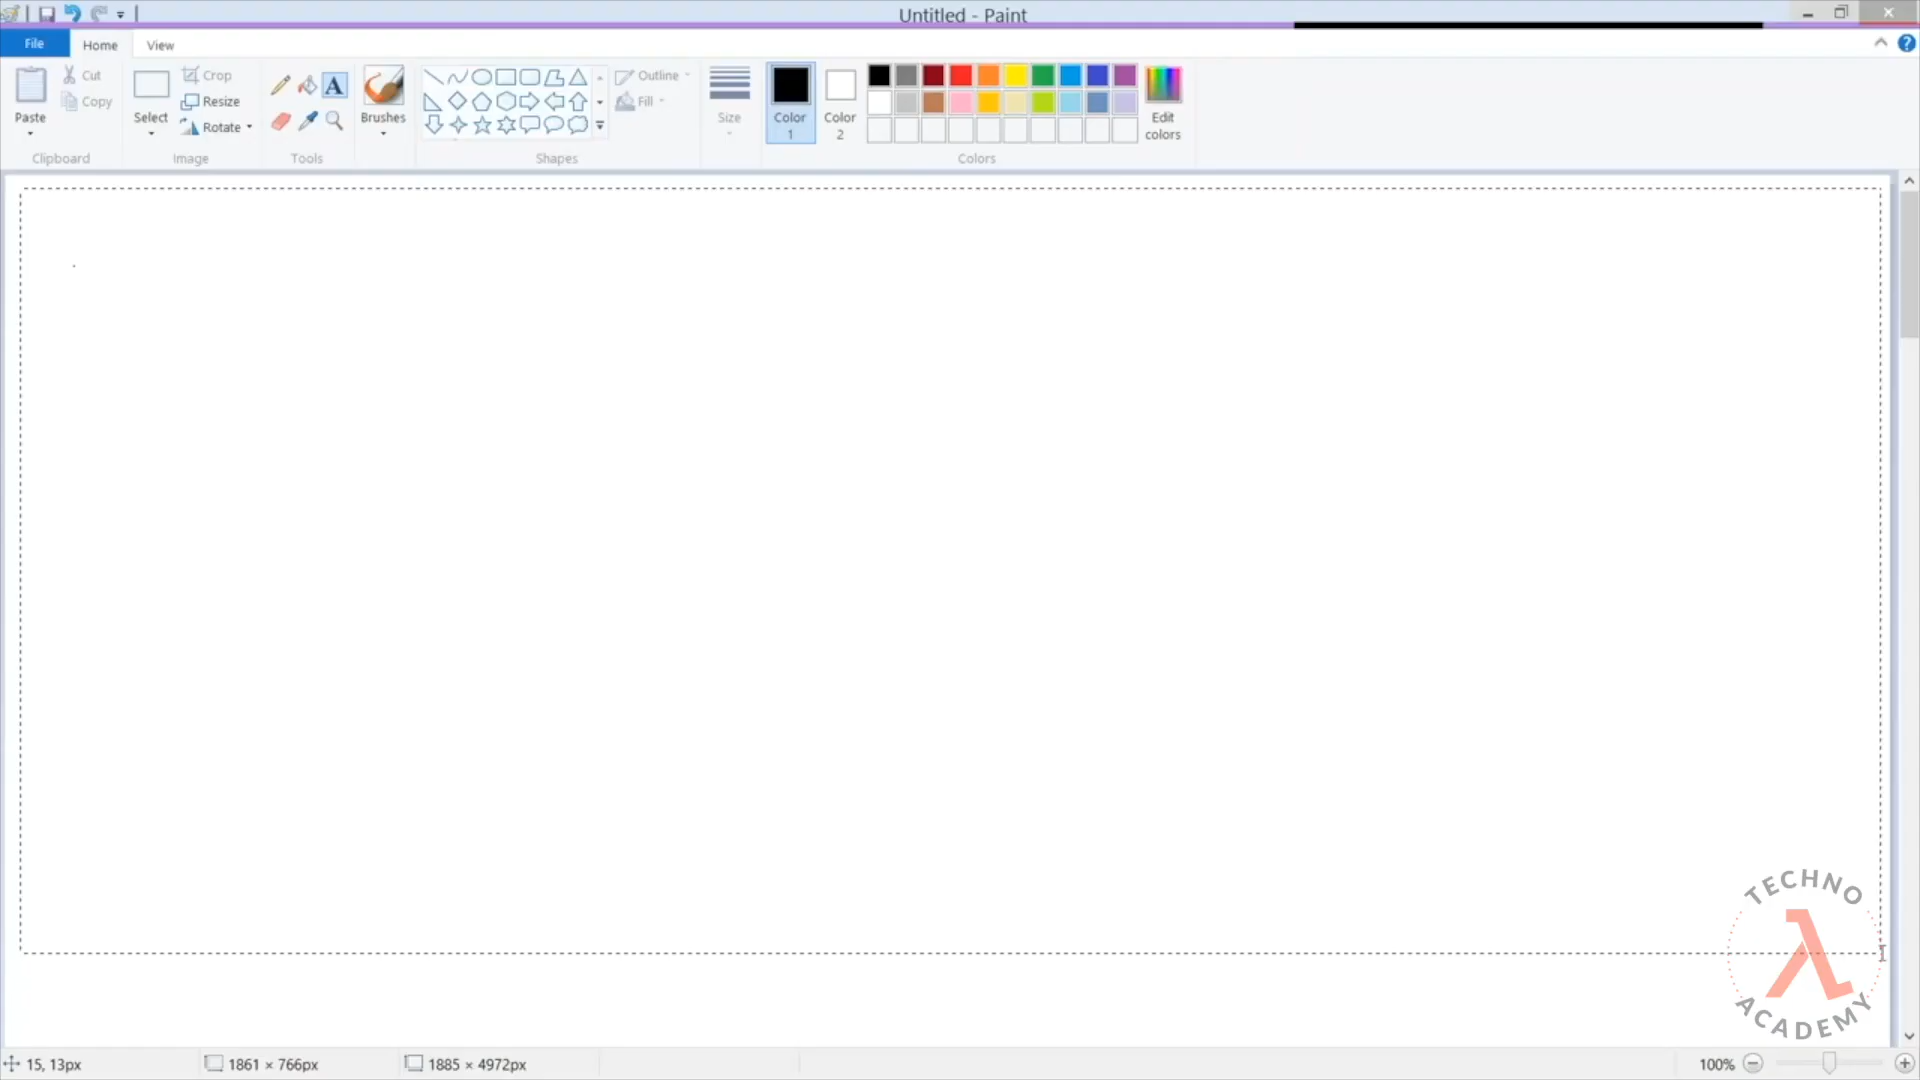 Untitled - Paint
File
Home
View
Paste
Cut
Copy
Clipboard
Select
Crop
Resize
Rotate
Image
A
Tools
Brushes
Shapes
Outline
Fill
Size
Color
1
Color
2
Edit
colors
Colors
TECHNO
ACADEMY
15, 13px
1861 × 766px
1885 × 4972px
100%